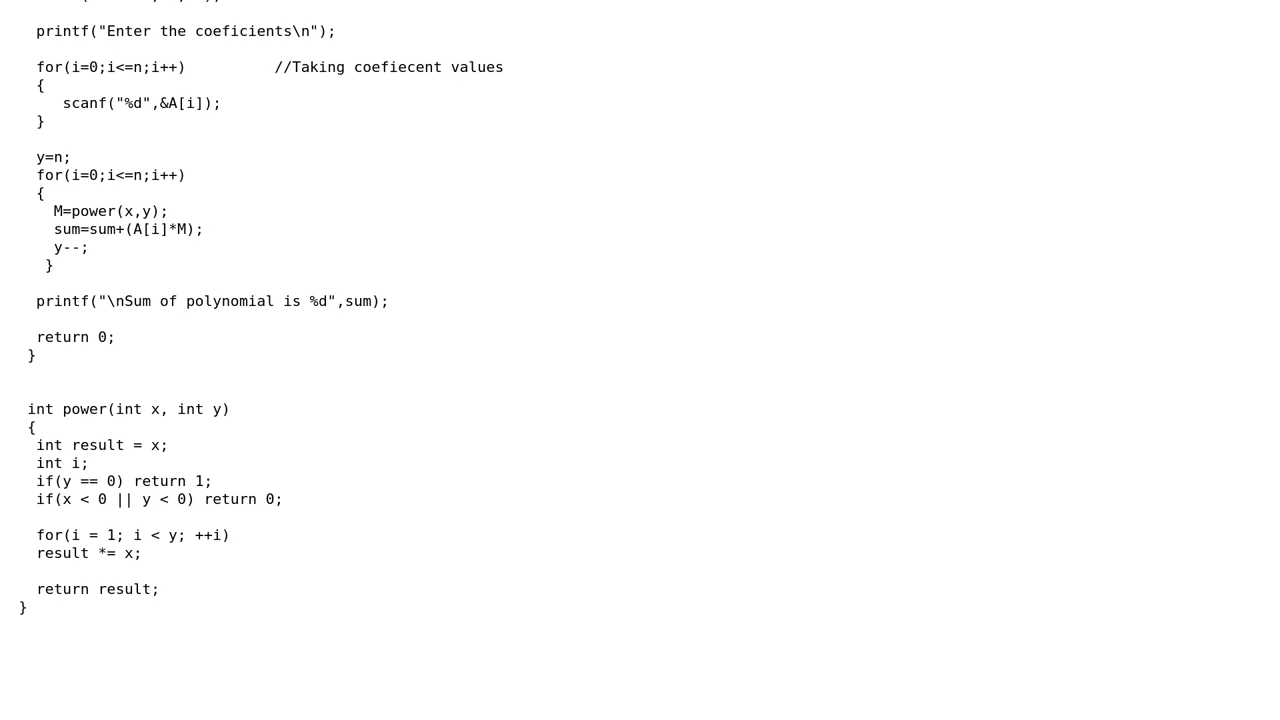 printf("Enter the coeficients\n");
for(i=0;i<=n;i++) //Taking coefiecent values
{
scanf("%d",&A[i]);
}
y=n;
for(i=0;i<=n;i++)
{
M=power(x,y);
sum=sum+(A[i]*M);
y--;
}
printf("\nSum of polynomial is %d",sum);
return 0;
}
int power(int x, int y)
{
int result = x;
int i;
if(y == 0) return 1;
if(x < 0 || y < 0) return 0;
for(i = 1; i < y; ++i)
result *= x;
return result;
}